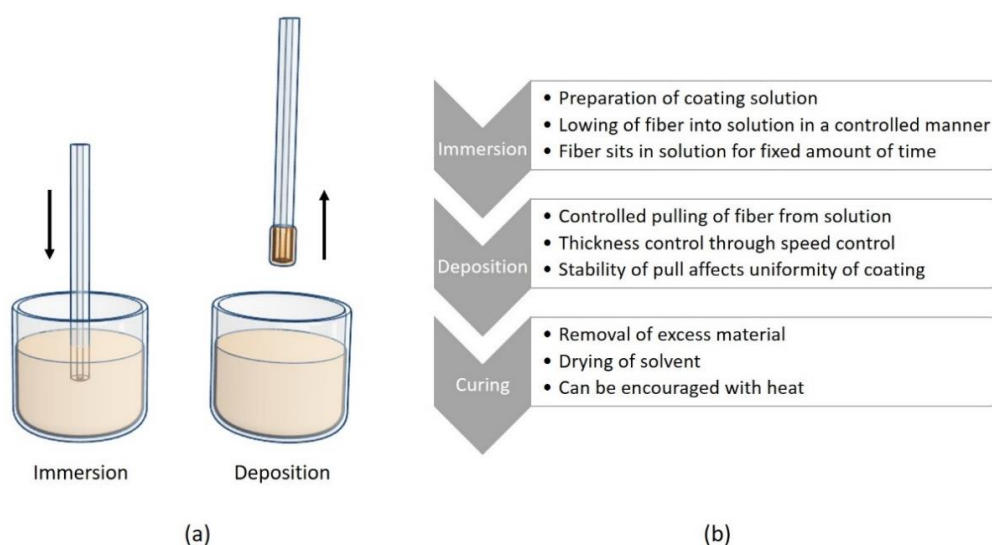 Immersion
Deposition
(a)
Immersion
• Preparation of coating solution
• Lowing of fiber into solution in a controlled manner
• Fiber sits in solution for fixed amount of time
Deposition
• Controlled pulling of fiber from solution
• Thickness control through speed control
• Stability of pull affects uniformity of coating
Curing
• Removal of excess material
• Drying of solvent
• Can be encouraged with heat
(b)